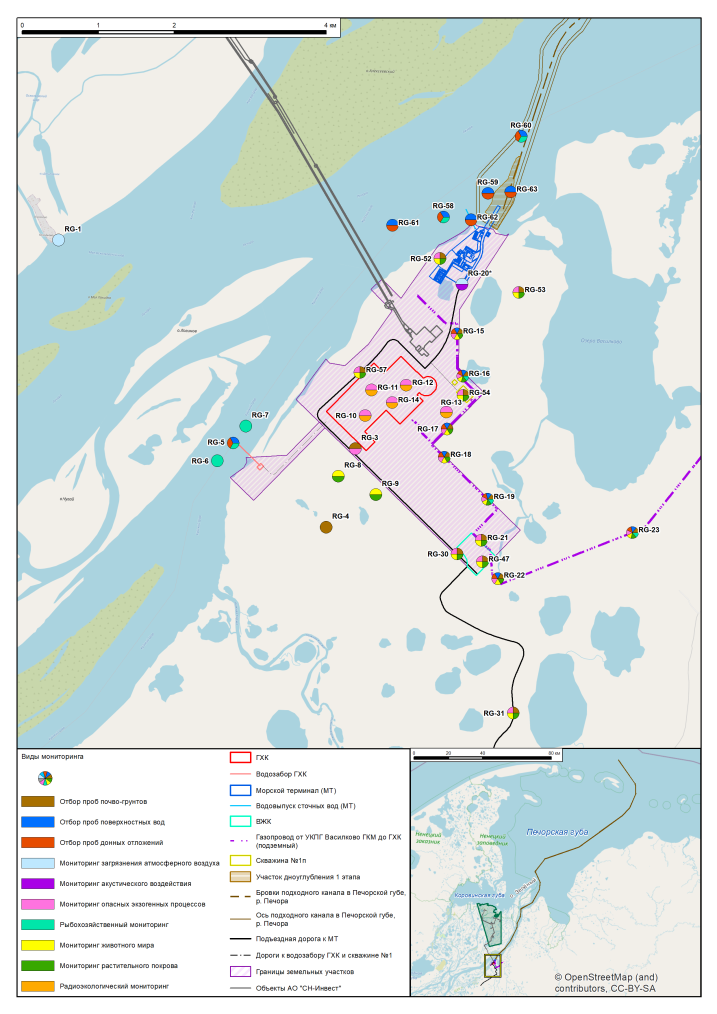 0 1 2 4 км
RG-60
RG-59
RG-63
RG-58
RG-62
RG-61
RG-1
RG-52
RG-20*
RG-53
RG-15
RG-57
RG-16
RG-12
RG-11
RG-54
RG-14
RG-13
RG-10
RG-7
RG-17
RG-5
RG-3
RG-6
RG-18
RG-8
RG-9
RG-19
RG-4
RG-23
RG-21
RG-30
RG-47
RG-22
RG-31
Виды мониторинга
Отбор проб почво-грунтов
Отбор проб поверхностных вод
Отбор проб донных отложений
Мониторинг загрязнения атмосферного воздуха
Мониторинг акустического воздействия
Мониторинг опасных экзогенных процессов
Рыбохозяйственный мониторинг
Мониторинг животного мира
Мониторинг растительного покрова
Радиоэкологический мониторинг
ГХК
Водозабор ГХК
Морской терминал (МТ)
Водовыпуск сточных вод (МТ)
ВЖК
Газопровод от УКПГ Василково ГКМ до ГХК
(подземный)
Скважина №1п
Участок дноуглубления 1 этапа
Бровки подходного канала в Печорской губе,
р. Печора
Ось подходного канала в Печорской губе,
р. Печора
Подъездная дорога к МТ
Дороги к водозабору ГХК и скважине №1
Границы земельных участков
Объекты АО "СН-Инвест"
0 20 40 80 км
Печорская губа
Ненецкий
заказник
Ненецкий
заповедник
Коровинская губа
© OpenStreetMap (and)
contributors, CC-BY-SA